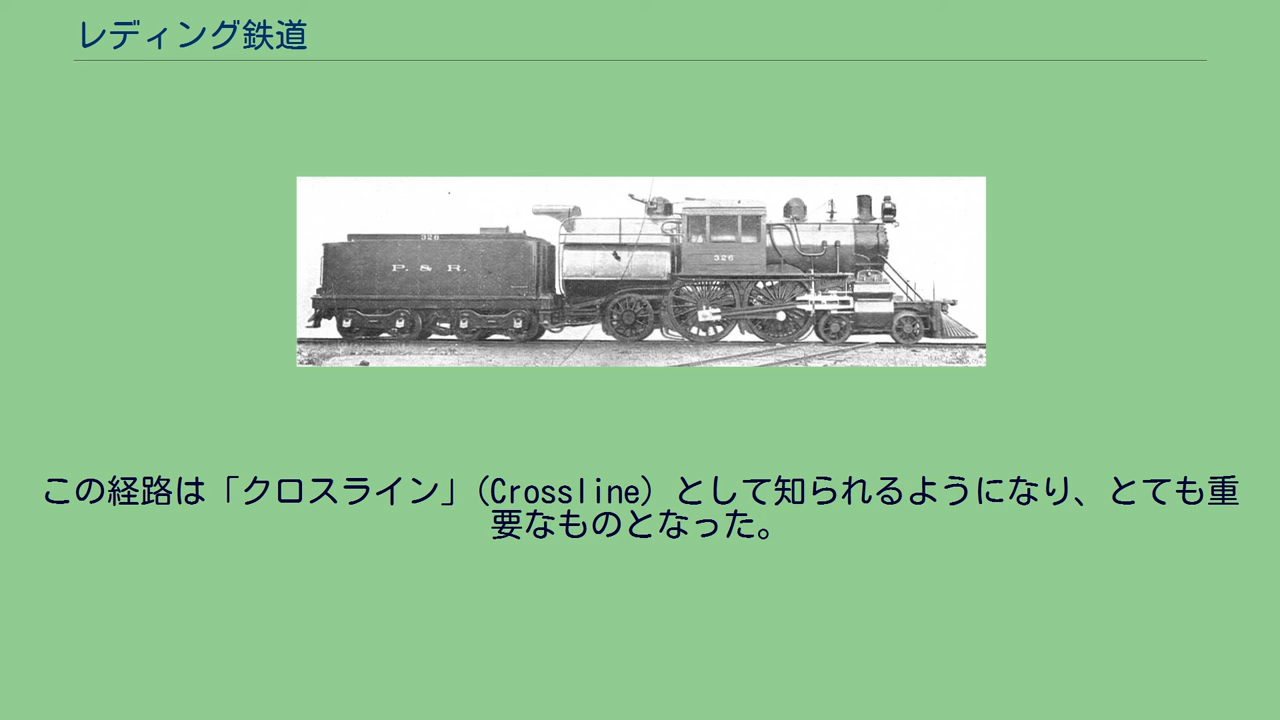 レディング鉄道
326
P. & R.
326
この経路は「クロスライン」(Crossline) として知られるようになり、とても重
要なものとなった。